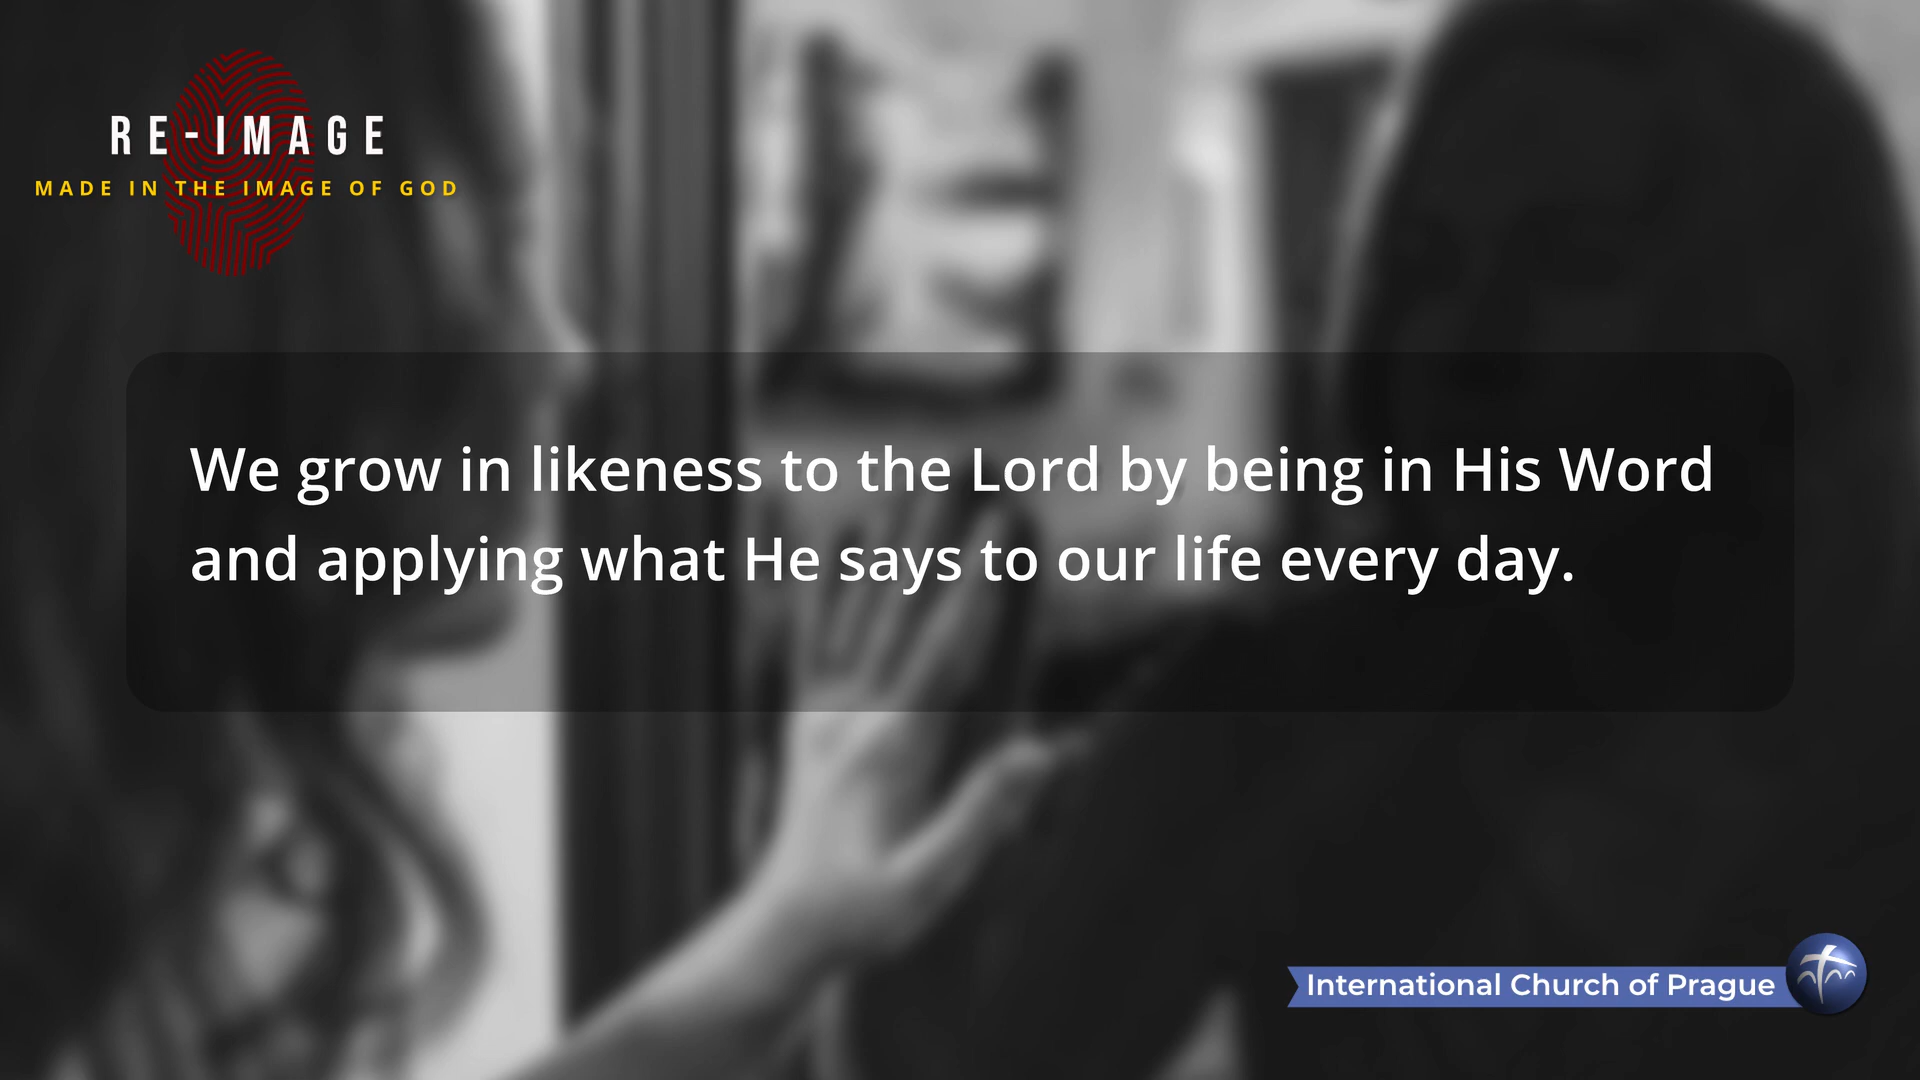 RE-IMAGE
MADE IN THE IMAGE OF GOD
We grow in likeness to the Lord by being in His Word
and applying what He says to our life every day.
International Church of Prague